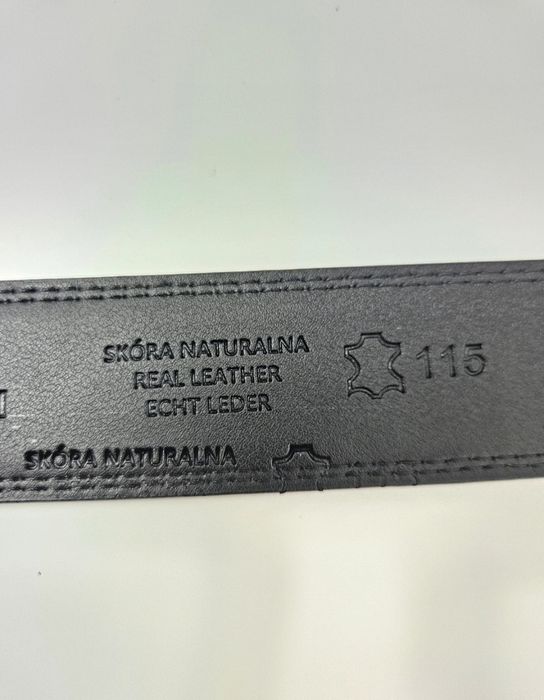 SKÓRA NATURALNA
REAL LEATHER
ECHT LEDER
115
SKÓRA NATURALNA